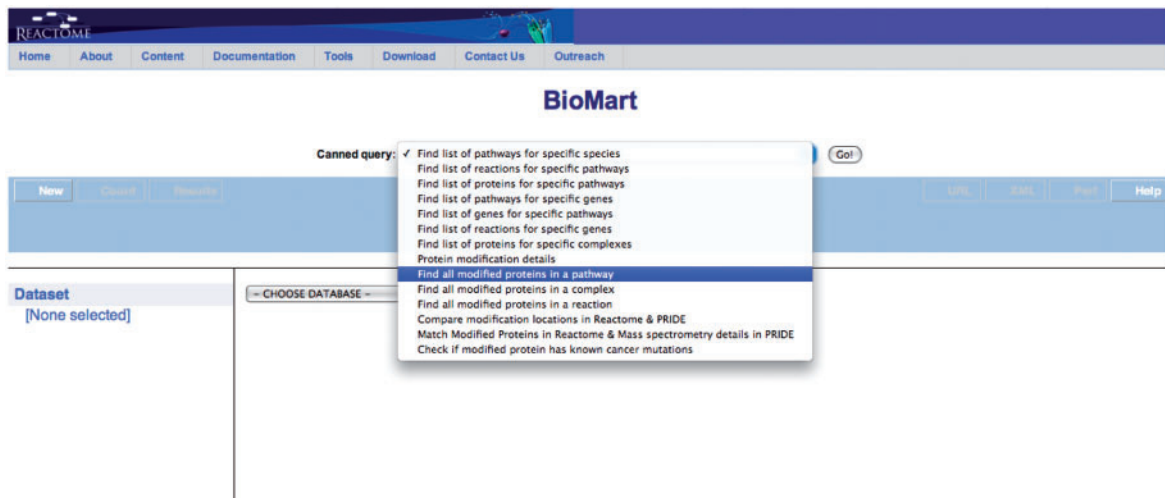 REACTOME
Home About Content Documentation Tools Download Contact Us Outreach
BioMart
Canned query: ✓ Find list of pathways for specific species Go!
Find list of reactions for specific pathways
Find list of proteins for specific pathways
Find list of pathways for specific genes
Find list of genes for specific pathways
Find list of reactions for specific genes
Find list of proteins for specific complexes
Protein modification details
Find all modified proteins in a pathway
Find all modified proteins in a complex
Find all modified proteins in a reaction
Compare modification locations in Reactome & PRIDE
Match Modified Proteins in Reactome & Mass spectrometry details in PRIDE
Check if modified protein has known cancer mutations
New Count Results URL XML Perl Help
Dataset
[None selected]
- CHOOSE DATABASE -